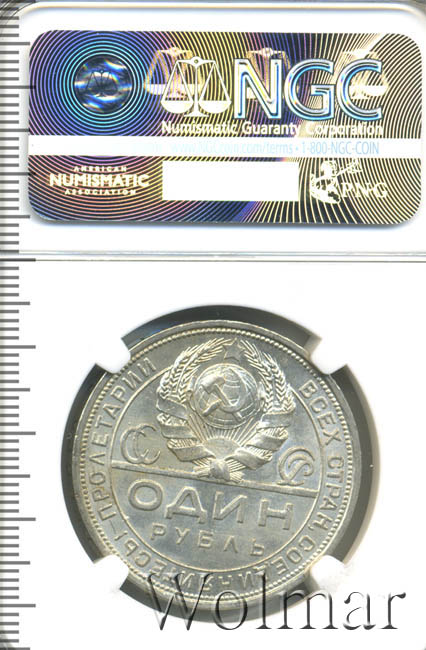 NGC
Numismatic Guaranty Corporation
www.NGCcoin.com/terms • 1-800-NGC-COIN
AMERICAN
NUMISMATIC
ASSOCIATION
PNG
ПРОЛЕТАРИИ ВСЕХ СТРАН, СОЕДИНЯЙТЕСЬ!
СС СР
ОДИН
РУБЛЬ
Wolmar